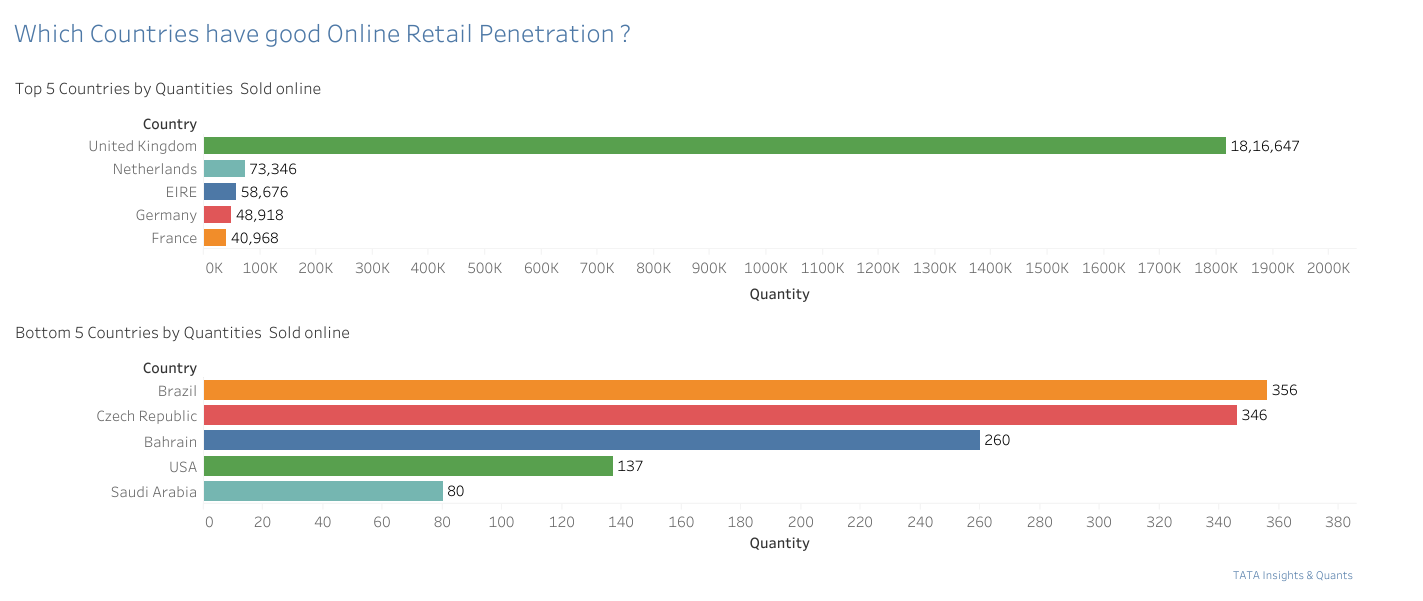 Which Countries have good Online Retail Penetration ?
Top 5 Countries by Quantities Sold online
Country
United Kingdom 18,16,647
Netherlands 73,346
EIRE 58,676
Germany 48,918
France 40,968
0K 100K 200K 300K 400K 500K 600K 700K 800K 900K 1000K 1100K 1200K 1300K 1400K 1500K 1600K 1700K 1800K 1900K 2000K
Quantity
Bottom 5 Countries by Quantities Sold online
Country
Brazil 356
Czech Republic 346
Bahrain 260
USA 137
Saudi Arabia 80
0 20 40 60 80 100 120 140 160 180 200 220 240 260 280 300 320 340 360 380
Quantity
TATA Insights & Quants